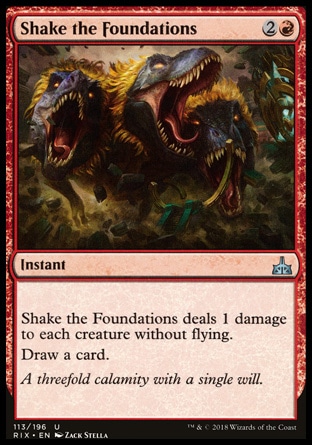 Shake the Foundations 2
Instant
Shake the Foundations deals 1 damage
to each creature without flying.
Draw a card.
A threefold calamity with a single will.
113/196 U
RIX • EN Zack Stella
™ & © 2018 Wizards of the Coast